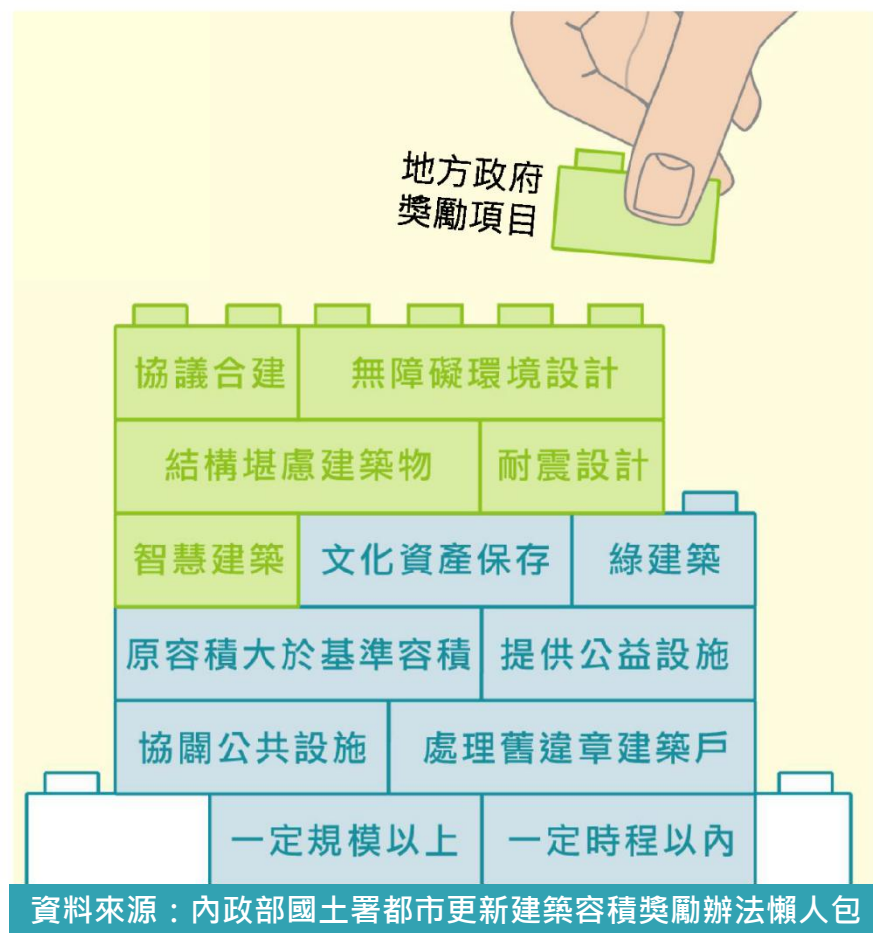 地方政府
獎勵項目
協議合建 無障礙環境設計
結構堪慮建築物 耐震設計
智慧建築 文化資產保存 綠建築
原容積大於基準容積 提供公益設施
協闢公共設施 處理舊違章建築戶
一定規模以上 一定時程以內
資料來源：內政部國土署都市更新建築容積獎勵辦法懶人包